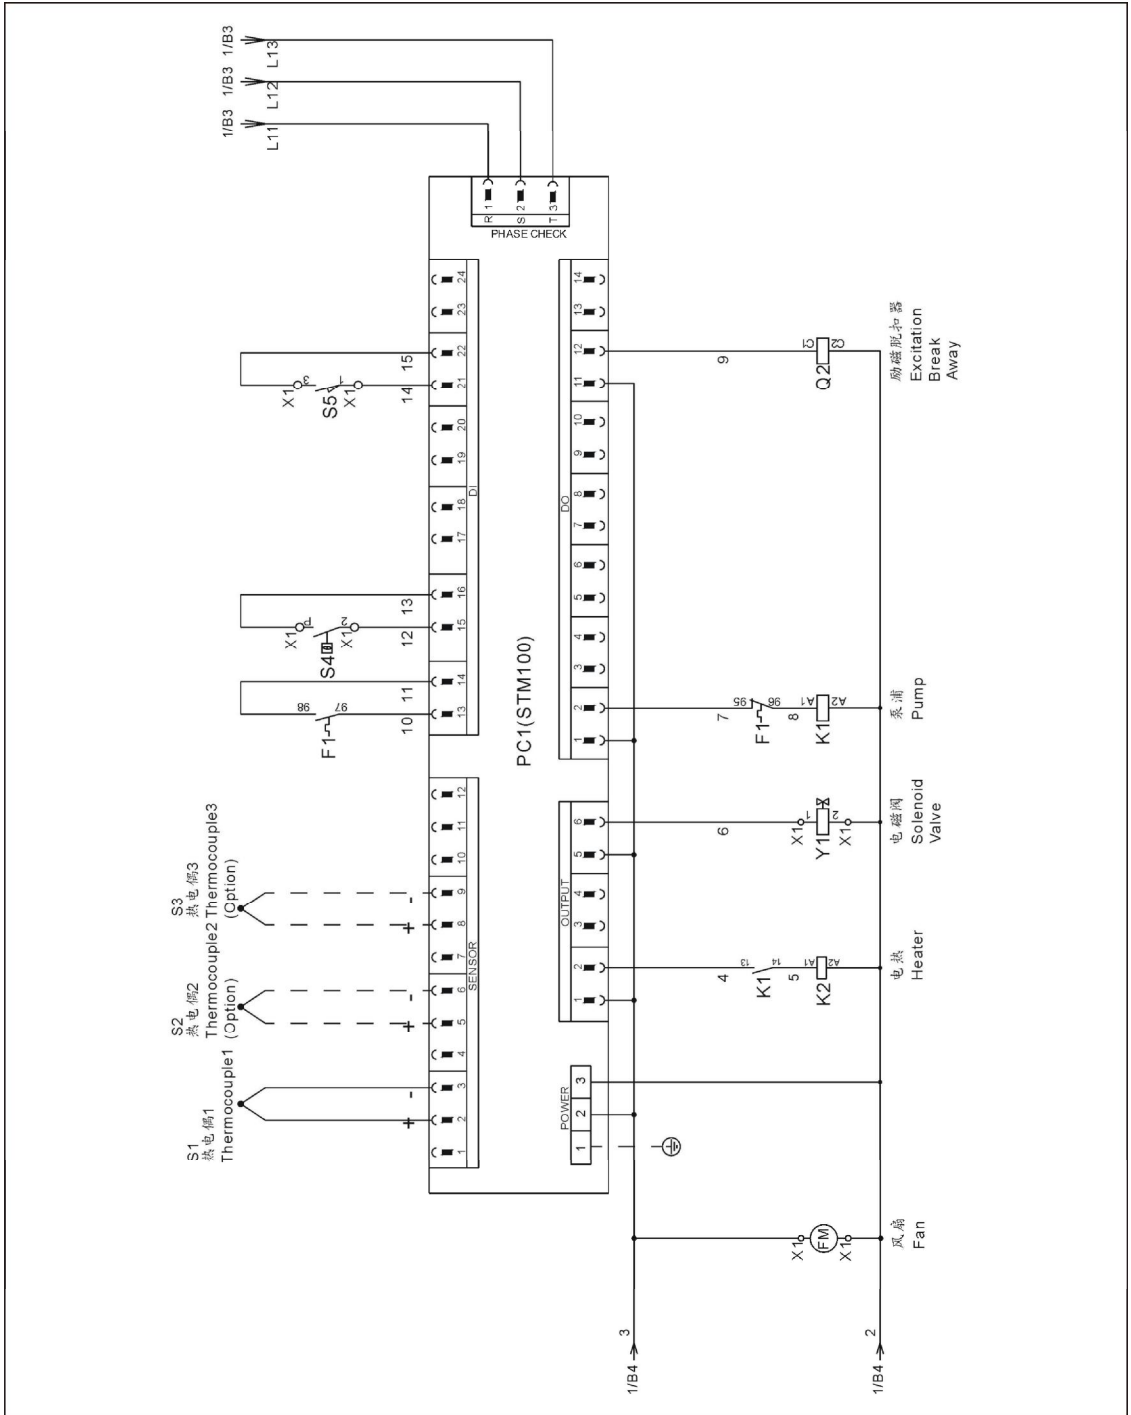 1/B3
L11
1/B3
L12
1/B3
L13
R 1
S 2
T 3
PHASE CHECK
S1
热电偶1
Thermocouple1
S2
热电偶2
Thermocouple2
(Option)
S3
热电偶3
Thermocouple3
(Option)
+
-
+
-
+
-
F1
98
97
10
11
X1
P
S4
2
X1
12
13
X1
3
S5
1
X1
14
15
1
2
3
4
5
6
7
8
9
10
11
12
SENSOR
13
14
15
16
17
18
19
20
21
22
23
24
DI
PC1(STM100)
POWER
1
2
3
OUTPUT
1
2
3
4
5
6
DO
1
2
3
4
5
6
7
8
9
10
11
12
13
14
1/B4
3
1/B4
2
X1
FM
X1
风扇
Fan
4
13
K1
14
5
A1
K2
A2
电热
Heater
6
X1
1
Y1
2
X1
电磁阀
Solenoid
Valve
7
95
F1
96
8
A1
K1
A2
泵浦
Pump
9
C1
Q2
C2
励磁脱扣器
Excitation
Break
Away